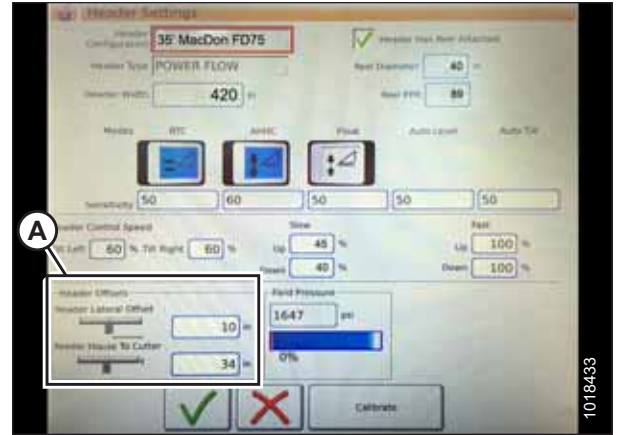 Header Settings
Header Configuration 35' MacDon FD75 Header Has Reel Attached
Header Type POWER FLOW Reel Diameter 40 in
Header Width 420 in Reel PPR 89
Modes RTC AHHC Float Auto Level Auto Tilt
Sensitivity 50 60 50 50 50
Header Control Speed Slow Fast
A
Tilt Left 60 % Tilt Right 60 % Up 48 % Up 100 %
Down 40 % Down 100 %
Header Offsets Field Pressure
Header Lateral Offset 1647 psi
10 in
Feeder House To Cutter
34 in 0%
Calibrate
1018433